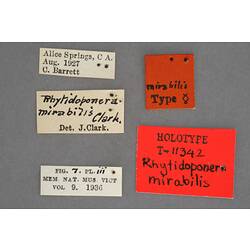 Alice Springs, C A.
Aug. 1927
C. Barrett
mirabilis
Type ☿
Rhytidoponera
mirabilis
Clark.
Det. J. Clark.
HOLOTYPE
T-11342
Rhytidoponera
mirabilis
FIG. 7. PL. iii
MEM. NAT. MUS. VICT
VOL 9. 1936